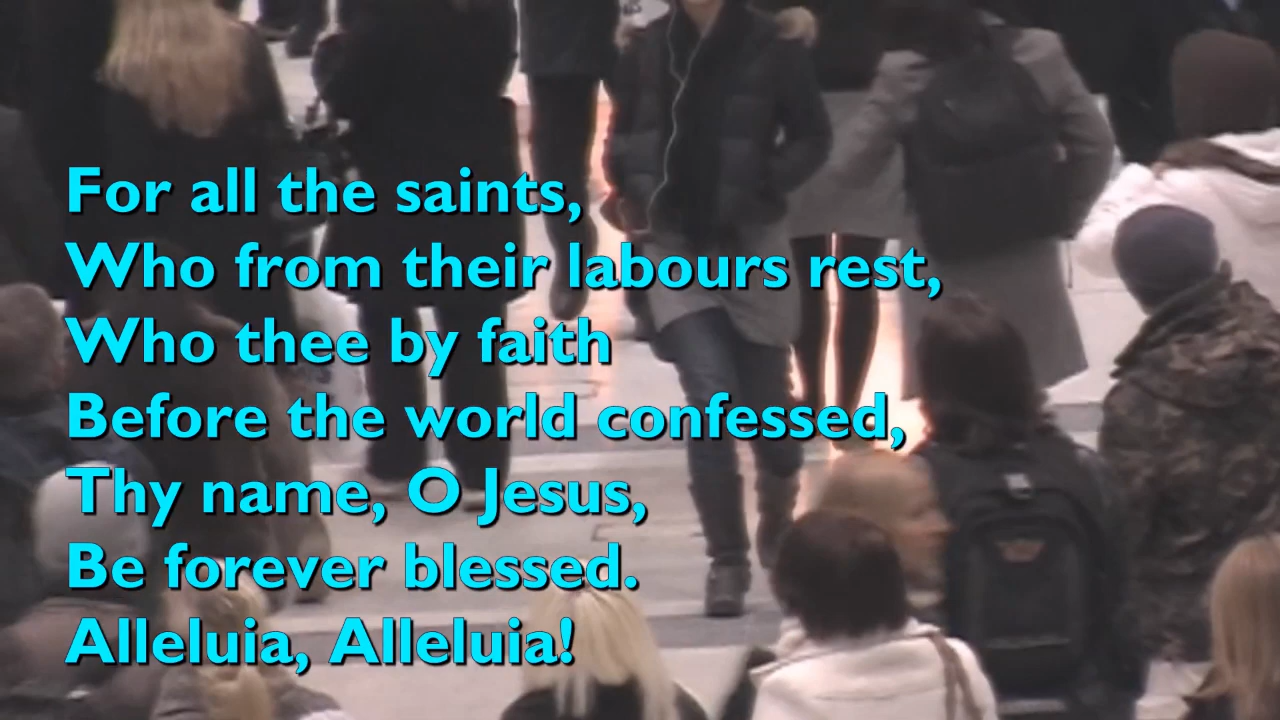 For all the saints,
Who from their labours rest,
Who thee by faith
Before the world confessed,
Thy name, O Jesus,
Be forever blessed.
Alleluia, Alleluia!